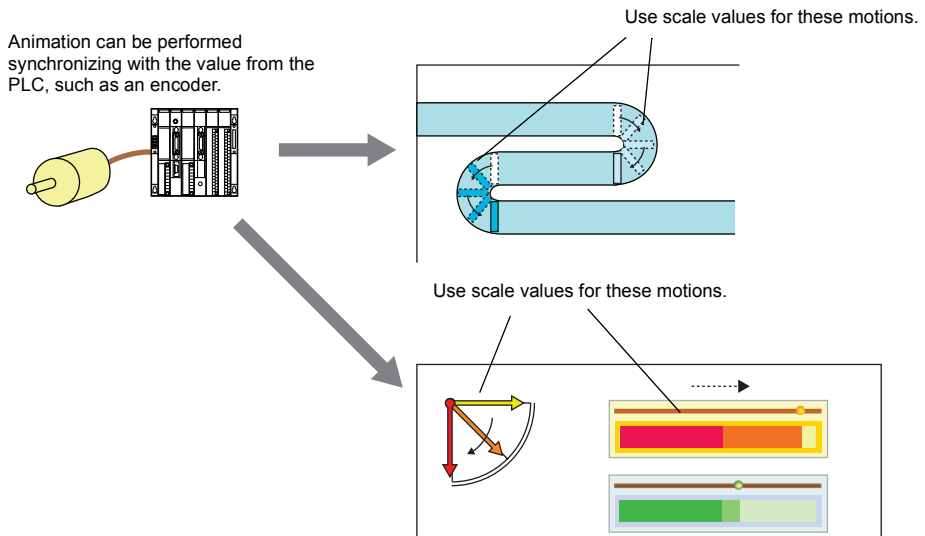 Use scale values for these motions.
Animation can be performed
synchronizing with the value from the
PLC, such as an encoder.
Use scale values for these motions.